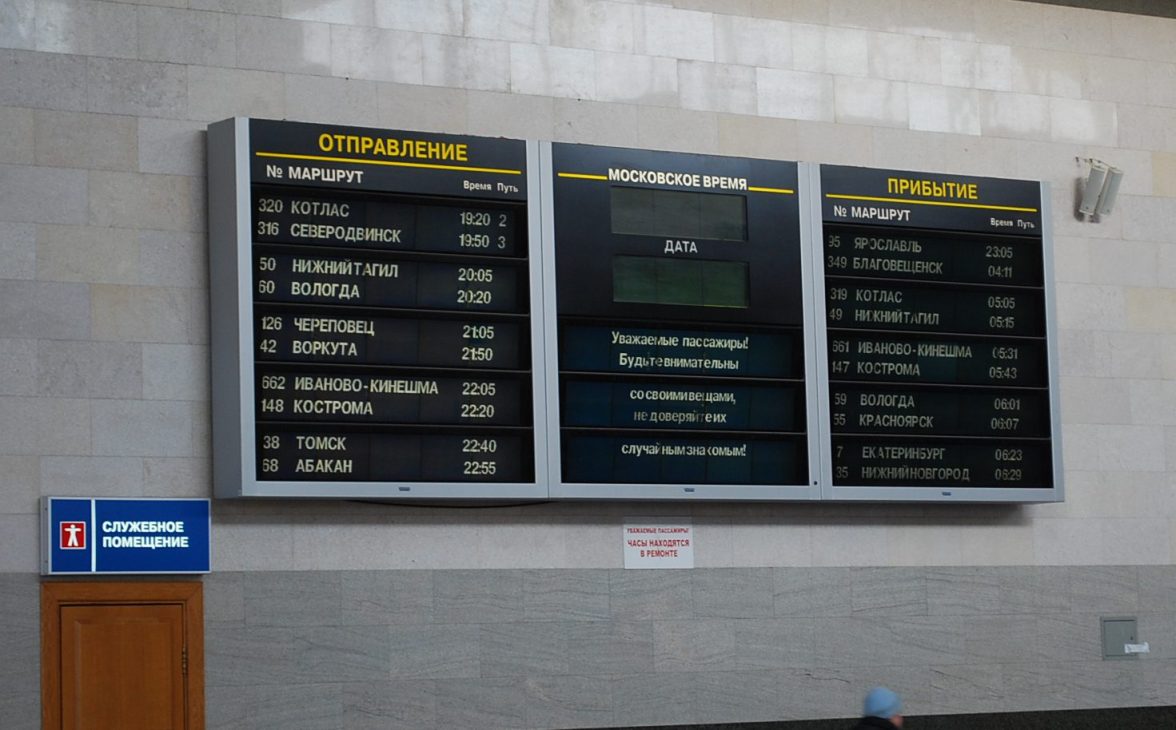 ОТПРАВЛЕНИЕ
№ МАРШРУТ Время Путь
320 КОТЛАС 19:20 2
316 СЕВЕРОДВИНСК 19:50 3
50 НИЖНИЙ ТАГИЛ 20:05
60 ВОЛОГДА 20:20
126 ЧЕРЕПОВЕЦ 21:05
42 ВОРКУТА 21:50
662 ИВАНОВО-КИНЕШМА 22:05
148 КОСТРОМА 22:20
38 ТОМСК 22:40
68 АБАКАН 22:55
МОСКОВСКОЕ ВРЕМЯ
ДАТА
Уважаемые пассажиры!
Будьте внимательны
со своими вещами,
не доверяйте их
случайным знакомым!
ПРИБЫТИЕ
№ МАРШРУТ Время Путь
95 ЯРОСЛАВЛЬ 23:05
349 БЛАГОВЕЩЕНСК 04:11
319 КОТЛАС 05:05
49 НИЖНИЙ ТАГИЛ 05:15
661 ИВАНОВО-КИНЕШМА 05:31
147 КОСТРОМА 05:43
59 ВОЛОГДА 06:01
55 КРАСНОЯРСК 06:07
7 ЕКАТЕРИНБУРГ 06:23
35 НИЖНИЙ НОВГОРОД 06:29
СЛУЖЕБНОЕ
ПОМЕЩЕНИЕ
УВАЖАЕМЫЕ ПАССАЖИРЫ!
ЧАСЫ НАХОДЯТСЯ
В РЕМОНТЕ